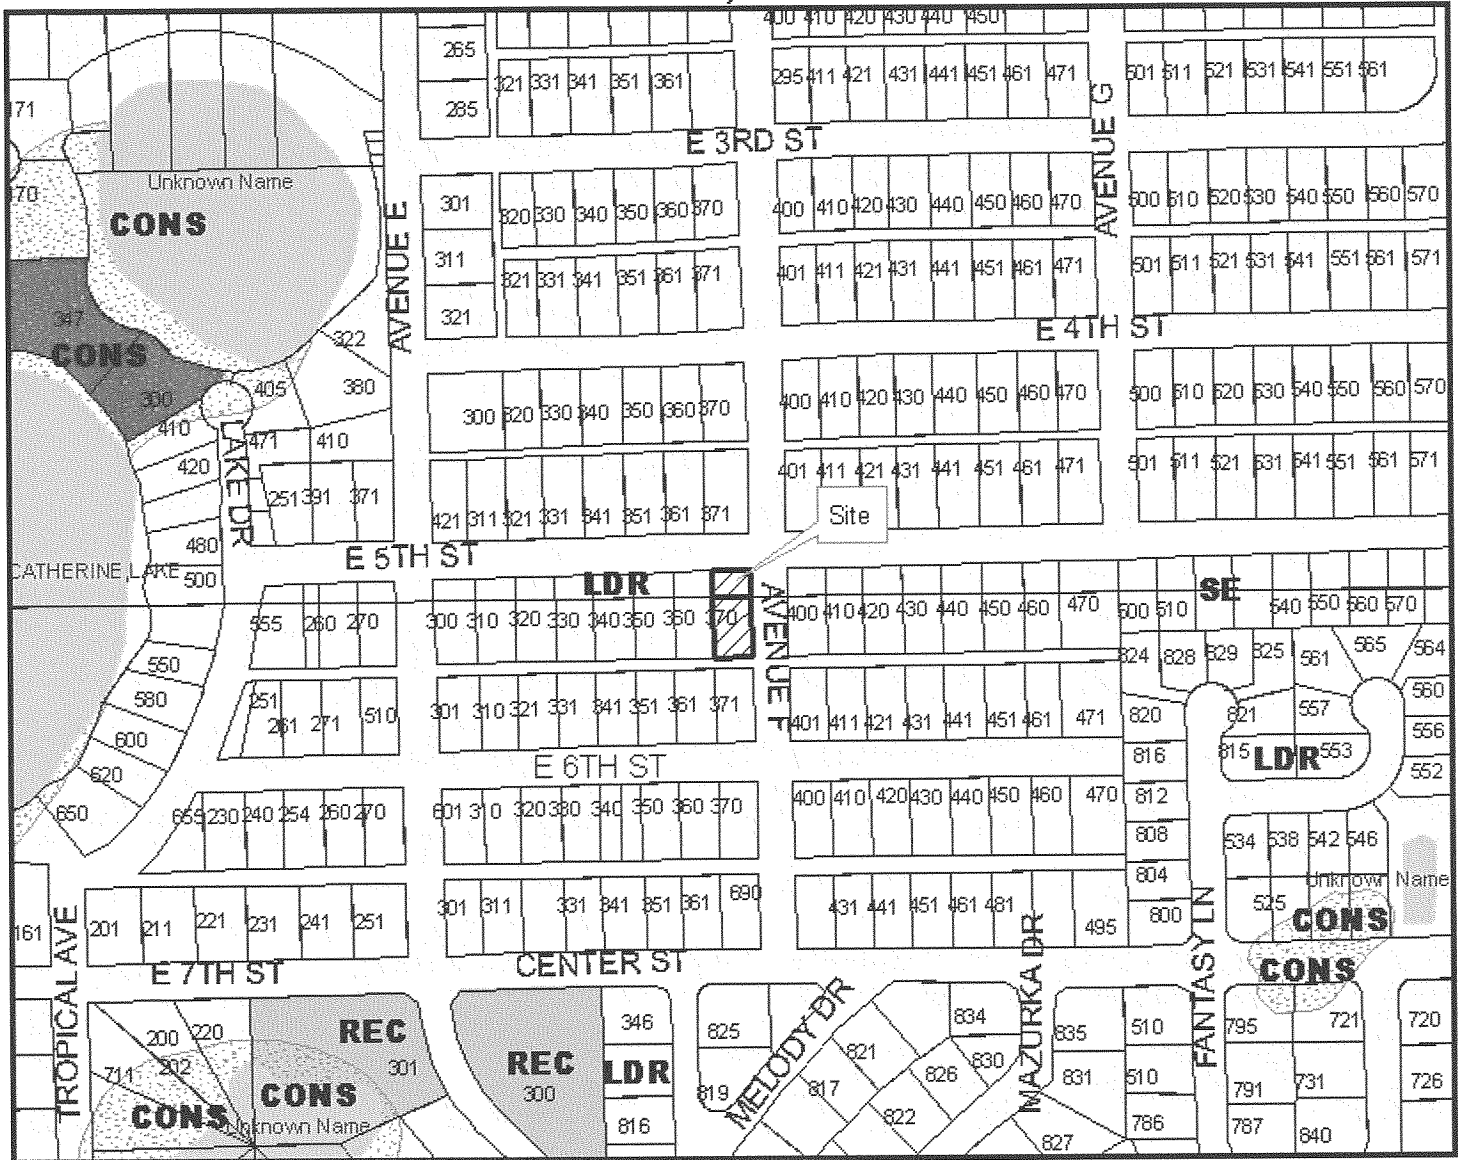 400 410 420 430 440 450
265
321 331 341 351 361
295 411 421 431 441 451 461 471
501 511 521 531 541 551 561
285
171
AVENUE G
E 3RD ST
Unknown Name
CONS
301
320 330 340 350 360 370
400 410 420 430 440 450 460 470
500 510 520 530 540 550 560 570
AVENUE E
311
321 331 341 351 361 371
401 411 421 431 441 451 461 471
501 511 521 531 541 551 561 571
321
347
CONS
322
E 4TH ST
405
380
300 320 330 340 350 360 370
400 410 420 430 440 450 460 470
500 510 520 530 540 550 560 570
410
LAKE DR
471
410
420
251 391 371
421 311 321 331 341 351 361 371
401 411 421 431 441 451 461 471
501 511 521 531 541 551 561 571
Site
480
E 5TH ST
CATHERINE LAKE
500
LDR
SE
555 260 270
300 310 320 330 340 350 360 370
AVENUE F
400 410 420 430 440 450 460 470
500 510 540 550 560 570
550
824 828 829 825 561 565 564
580
251 261 271 510
301 310 321 331 341 351 361 371
401 411 421 431 441 451 461 471
820 821 557 560
600
556
E 6TH ST
816 815 LDR 553
620
552
650
655 230 240 254 260 270
601 310 320 330 340 350 360 370
400 410 420 430 440 450 460 470
812
808
534 538 542 546
804
Unknown Name
161
TROPICAL AVE
201 211 221 231 241 251
301 311 331 341 351 361 690
431 441 451 461 481 495
800
FANTASY LN
525
CONS
E 7TH ST
CENTER ST
MAZURKA DR
CONS
200 220
202
711
REC
301
CONS
CONS
Unknown Name
REC
300
346
LDR
816
825
819
MELODY DR
821
817
834
830
826
822
835
831
827
510
510
786
795
721
720
791
731
726
787
840